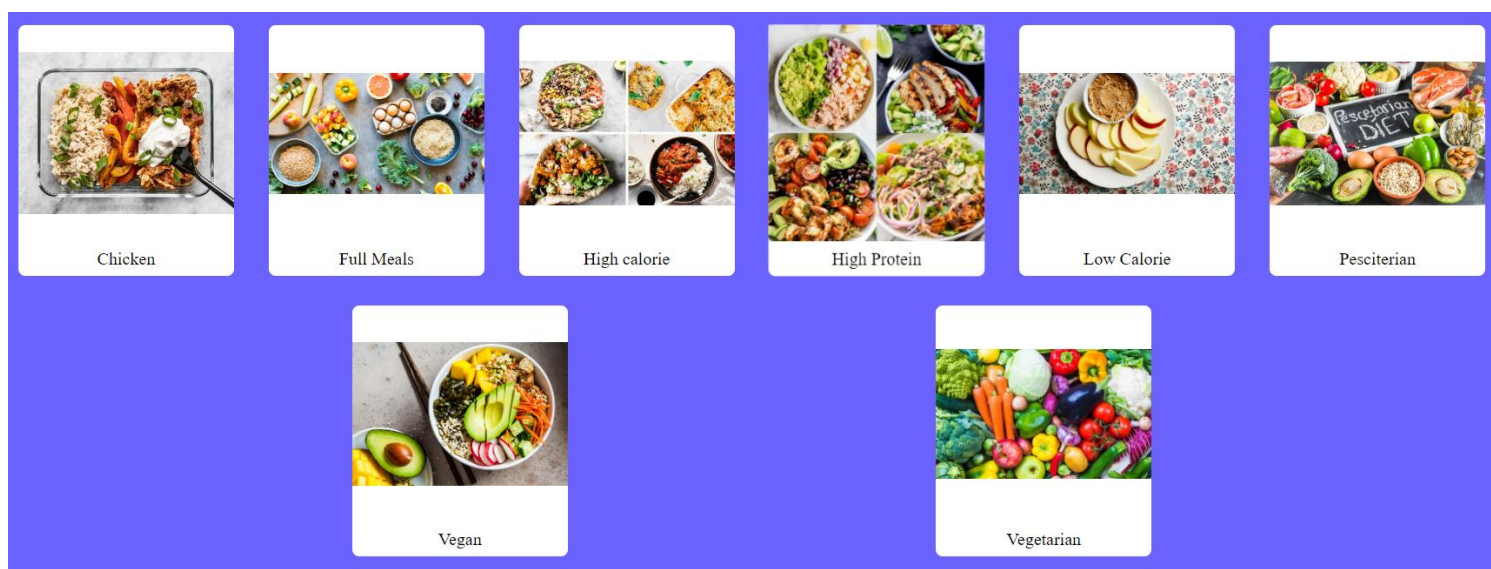 Pescetarian
DIET
Chicken
Full Meals
High calorie
High Protein
Low Calorie
Pesciterian
Vegan
Vegetarian